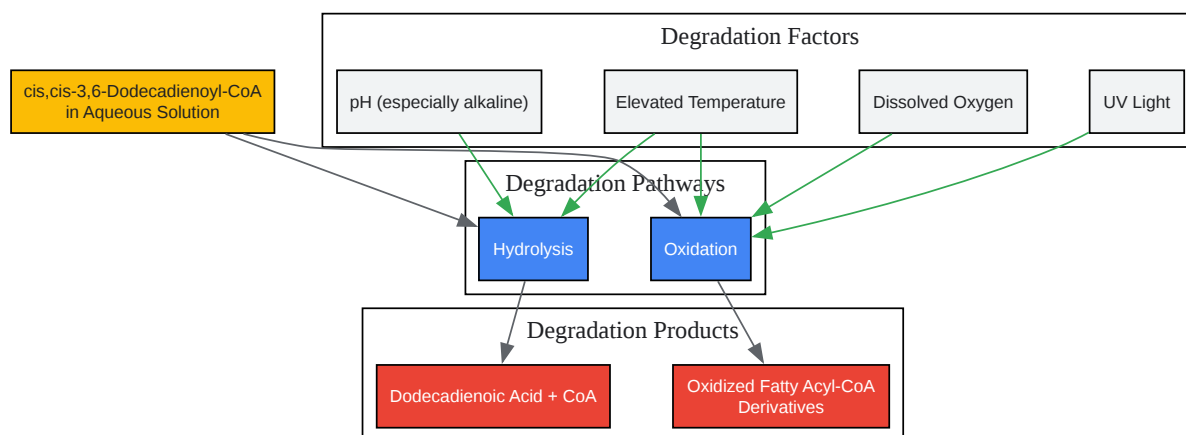 Degradation Factors
cis,cis-3,6-Dodecadienoyl-CoA
in Aqueous Solution
pH (especially alkaline)
Elevated Temperature
Dissolved Oxygen
UV Light
Degradation Pathways
Hydrolysis
Oxidation
Degradation Products
Dodecadienoic Acid + CoA
Oxidized Fatty Acyl-CoA
Derivatives